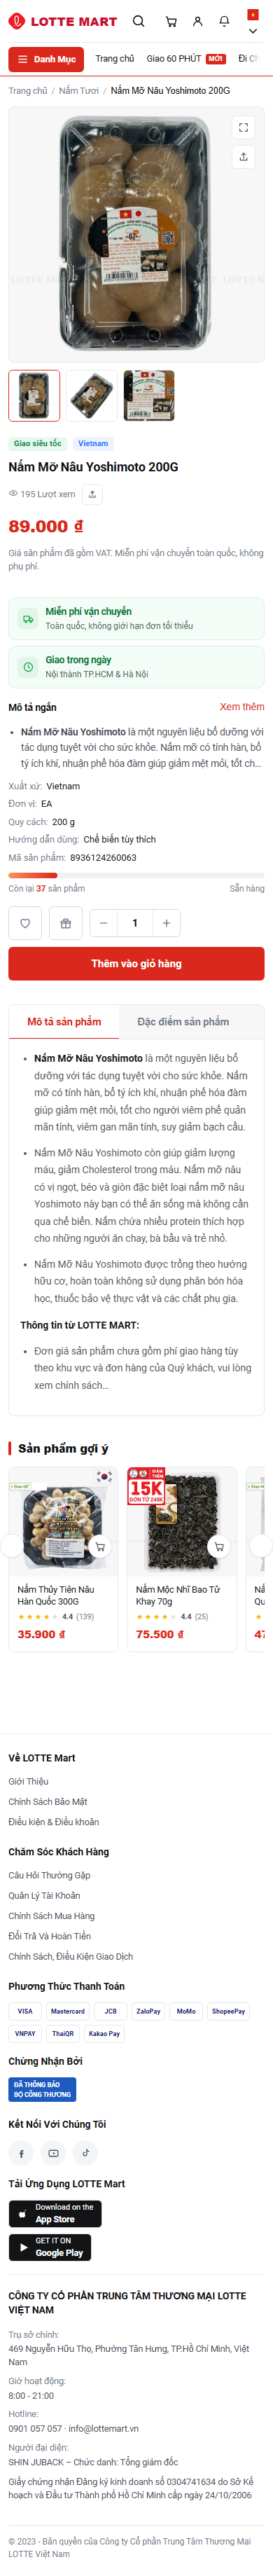 LOTTE MART
Danh Mục
Trang chủ
Giao 60 PHÚT MỚI
Đi Ch
Trang chủ / Nấm Tươi / Nấm Mỡ Nâu Yoshimoto 200G
Giao siêu tốc
Vietnam
Nấm Mỡ Nâu Yoshimoto 200G
195 Lượt xem
89.000 đ
Giá sản phẩm đã gồm VAT. Miễn phí vận chuyển toàn quốc, không
phụ phí.
Miễn phí vận chuyển
Toàn quốc, không giới hạn đơn tối thiểu
Giao trong ngày
Nội thành TP.HCM & Hà Nội
Mô tả ngắn
Xem thêm
• Nấm Mỡ Nâu Yoshimoto là một nguyên liệu bổ dưỡng với
tác dụng tuyệt vời cho sức khỏe. Nấm mỡ có tính hàn, bổ
tỳ ích khí, nhuận phế hóa đàm giúp giảm mệt mỏi, tốt ch...
Xuất xứ: Vietnam
Đơn vị: EA
Quy cách: 200 g
Hướng dẫn dùng: Chế biến tùy thích
Mã sản phẩm: 8936124260063
Còn lại 37 sản phẩm
Sẵn hàng
1
Thêm vào giỏ hàng
Mô tả sản phẩm
Đặc điểm sản phẩm
• Nấm Mỡ Nâu Yoshimoto là một nguyên liệu bổ
dưỡng với tác dụng tuyệt vời cho sức khỏe. Nấm
mỡ có tính hàn, bổ tỳ ích khí, nhuận phế hóa đàm
giúp giảm mệt mỏi, tốt cho người viêm phế quản
mãn tính, viêm gan mãn tính, suy giảm bạch cầu.
• Nấm Mỡ Nâu Yoshimoto còn giúp giảm lượng
máu, giảm Cholesterol trong máu. Nấm mỡ nâu
có vị ngọt, béo và giòn đặc biệt loại nấm mỡ nâu
Yoshimoto này bạn có thể ăn sống mà không cần
qua chế biến. Nấm chứa nhiều protein thích hợp
cho những người ăn chay, bà bầu và trẻ nhỏ.
• Nấm Mỡ Nâu Yoshimoto được trồng theo hướng
hữu cơ, hoàn toàn không sử dụng phân bón hóa
học, thuốc bảo vệ thực vật và các chất phụ gia.
Thông tin từ LOTTE MART:
• Đơn giá sản phẩm chưa gồm phí giao hàng tùy
theo khu vực và đơn hàng của Quý khách, vui lòng
xem chính sách...
Sản phẩm gợi ý
GIẢM THÊM
15K
ĐƠN TỪ 249K
Nấm Thủy Tiên Nâu
Hàn Quốc 300G
4.4 (139)
35.900 đ
Nấm Mộc Nhĩ Bao Tử
Khay 70g
4.4 (25)
75.500 đ
Về LOTTE Mart
Giới Thiệu
Chính Sách Bảo Mật
Điều kiện & Điều khoản
Chăm Sóc Khách Hàng
Câu Hỏi Thường Gặp
Quản Lý Tài Khoản
Chính Sách Mua Hàng
Đổi Trả Và Hoàn Tiền
Chính Sách, Điều Kiện Giao Dịch
Phương Thức Thanh Toán
VISA
Mastercard
JCB
ZaloPay
MoMo
ShopeePay
VNPAY
ThaiQR
Kakao Pay
Chứng Nhận Bởi
ĐÃ THÔNG BÁO
BỘ CÔNG THƯƠNG
Kết Nối Với Chúng Tôi
Tải Ứng Dụng LOTTE Mart
Download on the
App Store
GET IT ON
Google Play
CÔNG TY CỔ PHẦN TRUNG TÂM THƯƠNG MẠI LOTTE
VIỆT NAM
Trụ sở chính:
469 Nguyễn Hữu Thọ, Phường Tân Hưng, TP.Hồ Chí Minh, Việt
Nam
Giờ hoạt động:
8:00 - 21:00
Hotline:
0901 057 057 · info@lottemart.vn
Người đại diện:
SHIN JUBACK – Chức danh: Tổng giám đốc
Giấy chứng nhận Đăng ký kinh doanh số 0304741634 do Sở Kế
hoạch và Đầu tư Thành phố Hồ Chí Minh cấp ngày 24/10/2006
© 2023 - Bản quyền của Công ty Cổ phần Trung Tâm Thương Mại
LOTTE Việt Nam